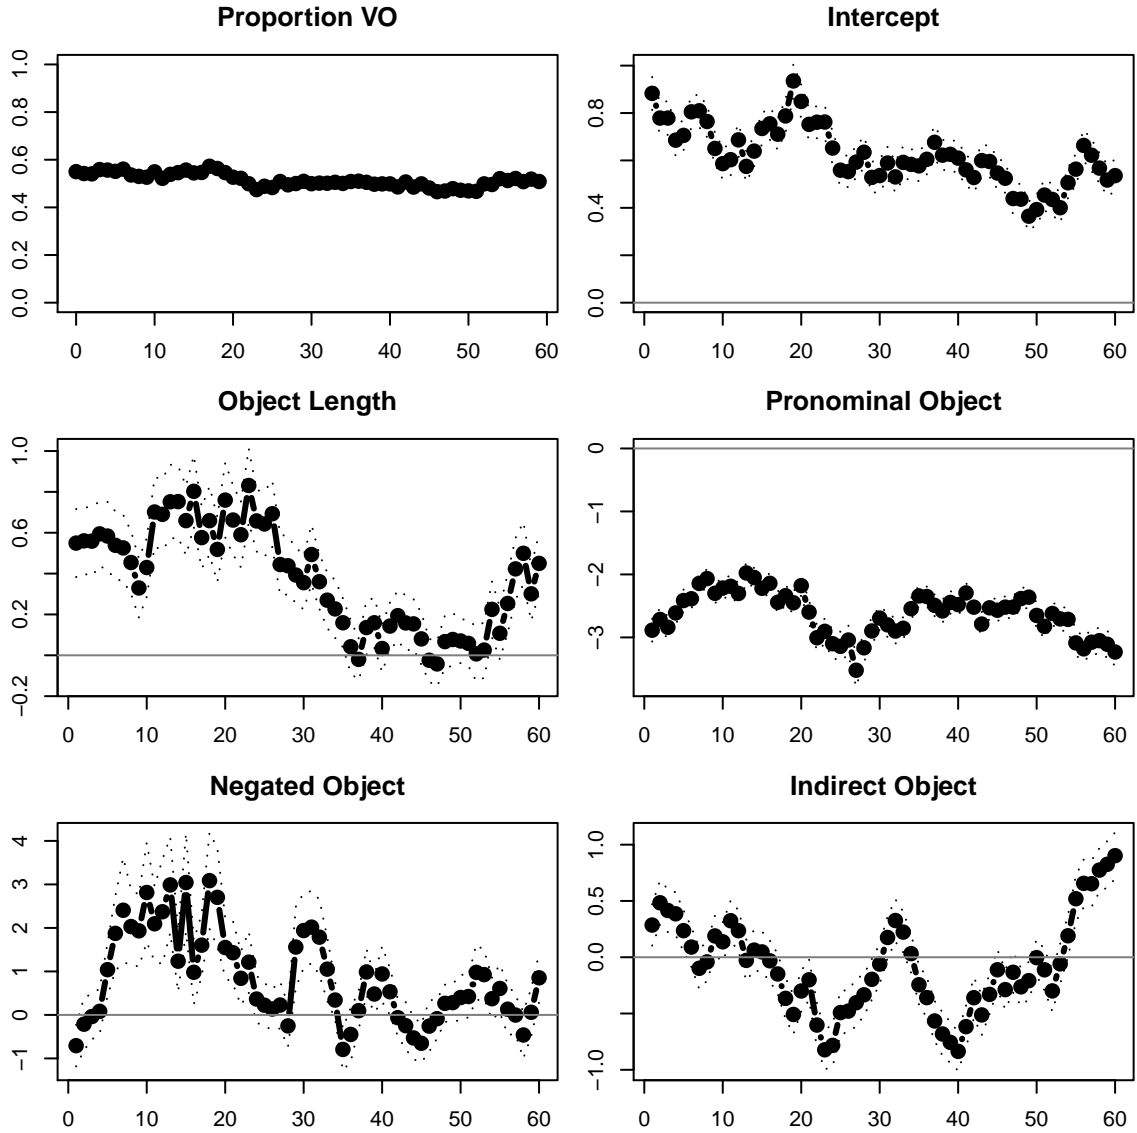 Proportion VO
0.0 0.2 0.4 0.6 0.8 1.0
0 10 20 30 40 50 60
Intercept
0.0 0.4 0.8
0 10 20 30 40 50 60
Object Length
−0.2 0.2 0.6 1.0
0 10 20 30 40 50 60
Pronominal Object
−3 −2 −1 0
0 10 20 30 40 50 60
Negated Object
−1 0 1 2 3 4
0 10 20 30 40 50 60
Indirect Object
−1.0 0.0 0.5 1.0
0 10 20 30 40 50 60